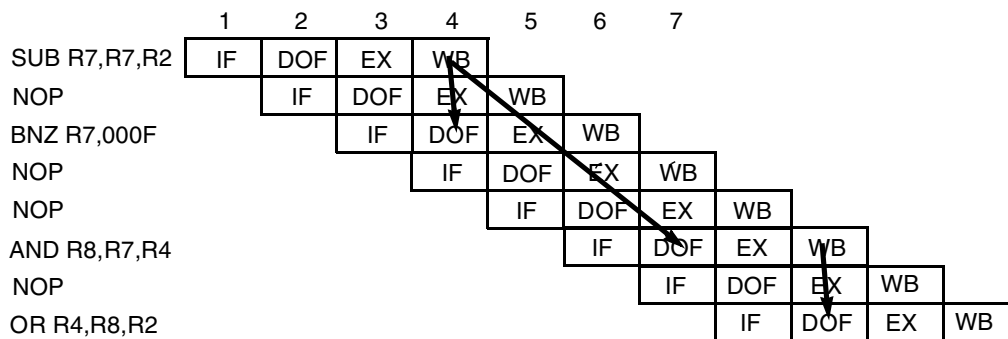 1 2 3 4 5 6 7
SUB R7,R7,R2 IF DOF EX WB
NOP IF DOF EX WB
BNZ R7,000F IF DOF EX WB
NOP IF DOF EX WB
NOP IF DOF EX WB
AND R8,R7,R4 IF DOF EX WB
NOP IF DOF EX WB
OR R4,R8,R2 IF DOF EX WB